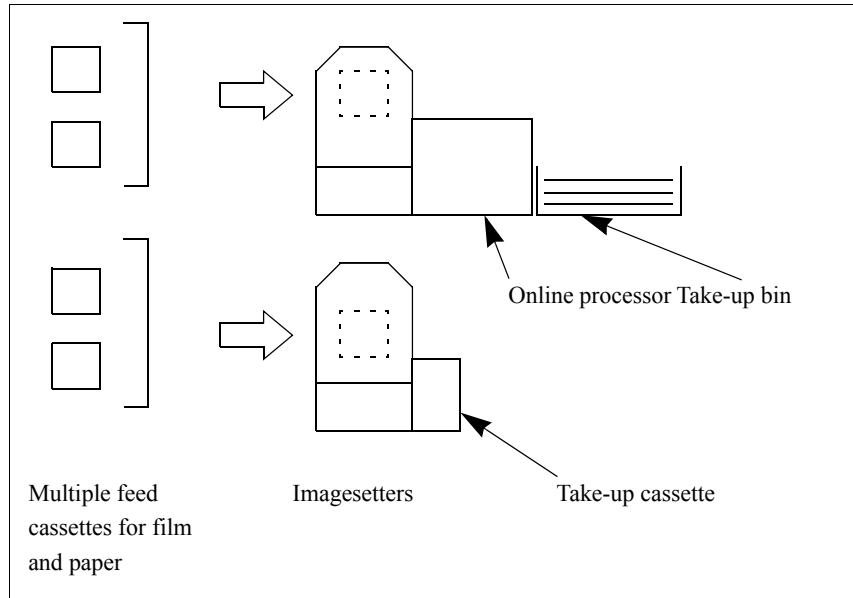 Online processor Take-up bin
Multiple feed
cassettes for film
and paper
Imagesetters
Take-up cassette